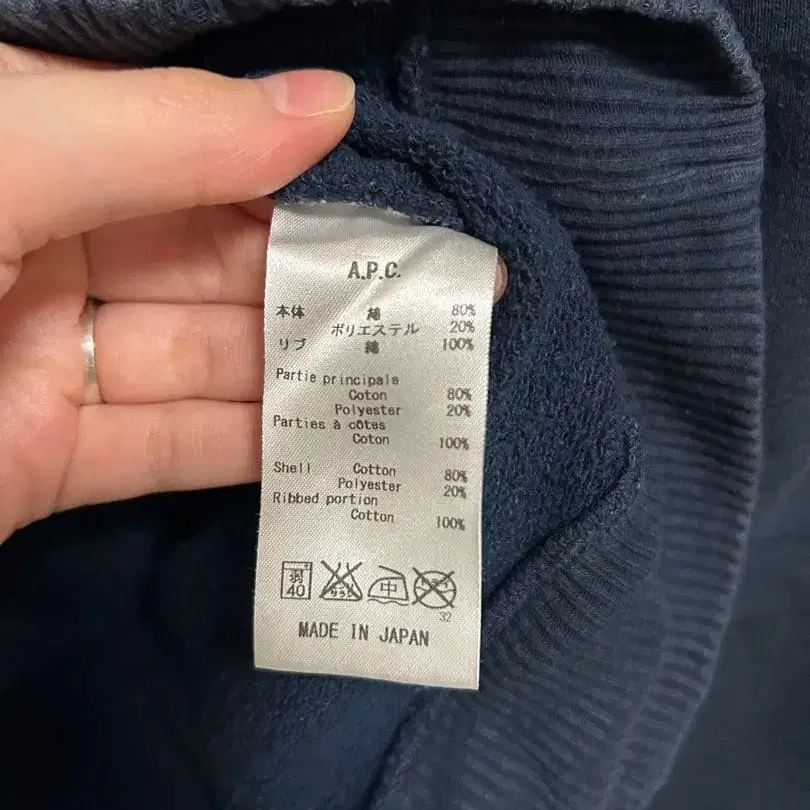 A.P.C.
本体 綿 80%
ポリエステル 20%
リブ 綿 100%
Partie principale
Coton 80%
Polyester 20%
Parties à côtes
Coton 100%
Shell Cotton 80%
Polyester 20%
Ribbed portion
Cotton 100%
弱 40 中
32
MADE IN JAPAN